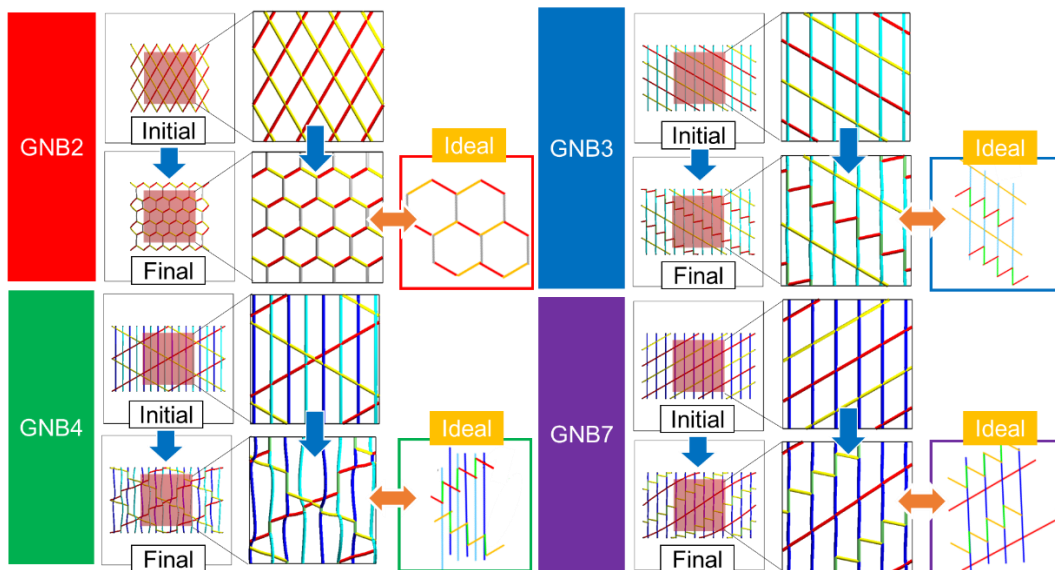 GNB2
Initial
Final
Ideal
GNB3
Initial
Final
Ideal
GNB4
Initial
Final
Ideal
GNB7
Initial
Final
Ideal